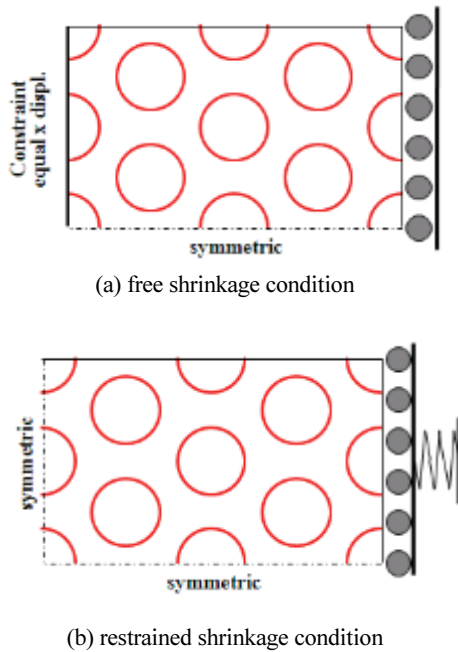 Constraint
equal x displ.
symmetric
(a) free shrinkage condition
symmetric
symmetric
(b) restrained shrinkage condition